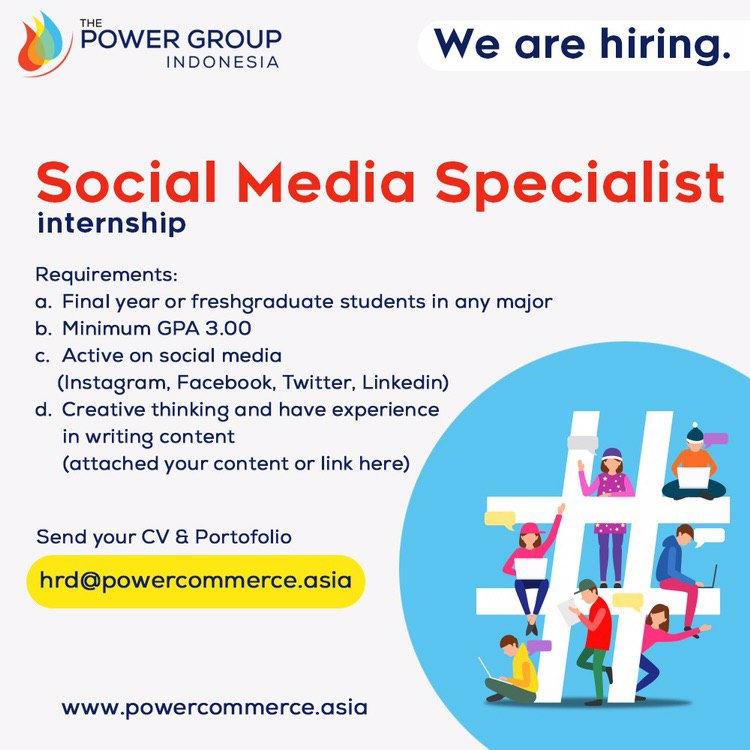 THE
POWER GROUP
INDONESIA
We are hiring.
Social Media Specialist
internship
Requirements:
a. Final year or freshgraduate students in any major
b. Minimum GPA 3.00
c. Active on social media
(Instagram, Facebook, Twitter, Linkedin)
d. Creative thinking and have experience
in writing content
(attached your content or link here)
Send your CV & Portofolio
hrd@powercommerce.asia
www.powercommerce.asia